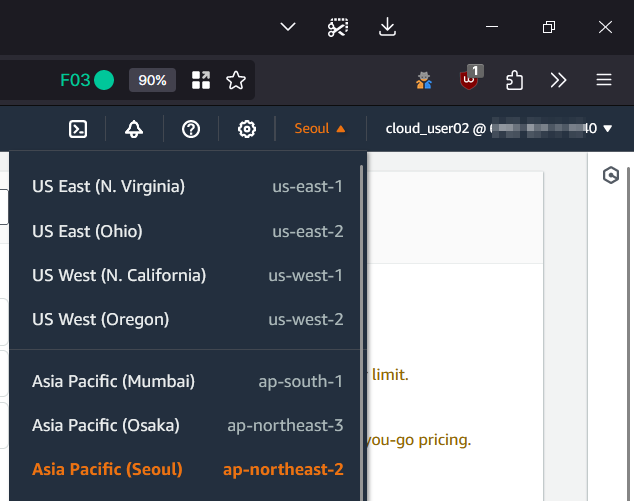 F03
90%
1
Seoul
cloud_user02 @
40
US East (N. Virginia) us-east-1
US East (Ohio) us-east-2
US West (N. California) us-west-1
US West (Oregon) us-west-2
limit.
Asia Pacific (Mumbai) ap-south-1
Asia Pacific (Osaka) ap-northeast-3
you-go pricing.
Asia Pacific (Seoul) ap-northeast-2